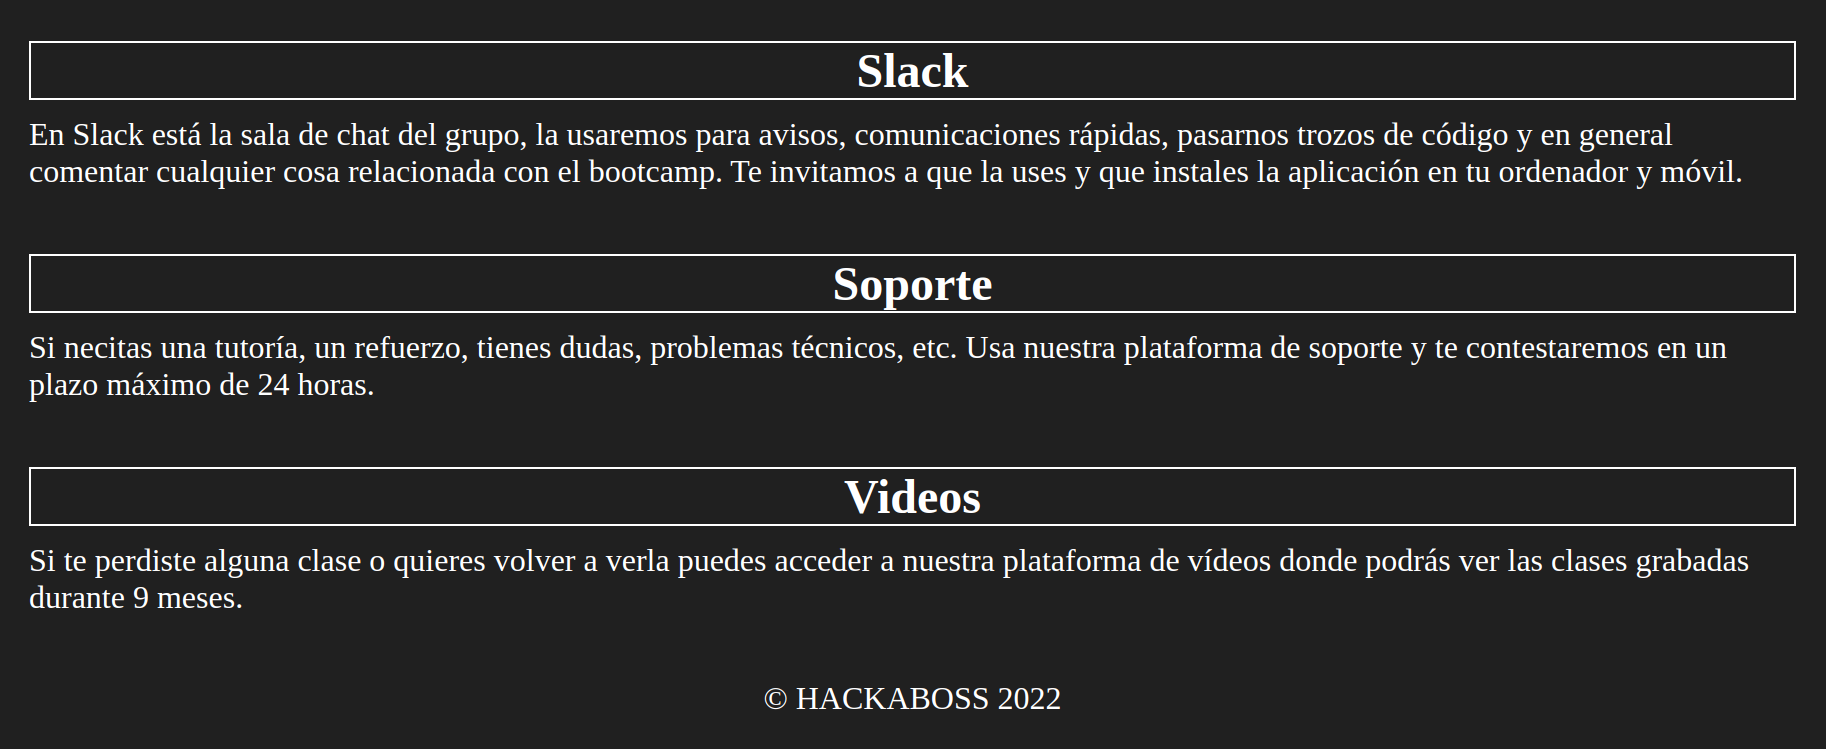 Slack
En Slack está la sala de chat del grupo, la usaremos para avisos, comunicaciones rápidas, pasarnos trozos de código y en general
comentar cualquier cosa relacionada con el bootcamp. Te invitamos a que la uses y que instales la aplicación en tu ordenador y móvil.
Soporte
Si necitas una tutoría, un refuerzo, tienes dudas, problemas técnicos, etc. Usa nuestra plataforma de soporte y te contestaremos en un
plazo máximo de 24 horas.
Videos
Si te perdiste alguna clase o quieres volver a verla puedes acceder a nuestra plataforma de vídeos donde podrás ver las clases grabadas
durante 9 meses.
© HACKABOSS 2022